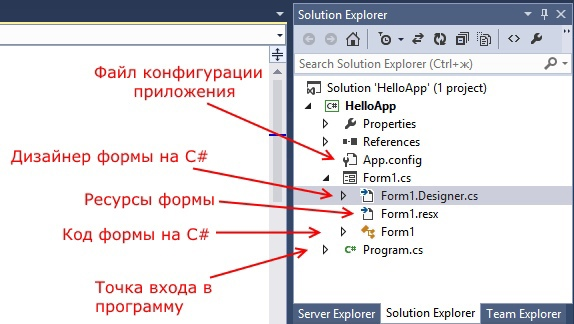 Solution Explorer
Search Solution Explorer (Ctrl+ж)
Solution 'HelloApp' (1 project)
C# HelloApp
Properties
References
App.config
Form1.cs
Form1.Designer.cs
Form1.resx
Form1
C# Program.cs
Server Explorer
Solution Explorer
Team Explorer
Файл конфигурации
приложения
Дизайнер формы на C#
Ресурсы формы
Код формы на C#
Точка входа в
программу